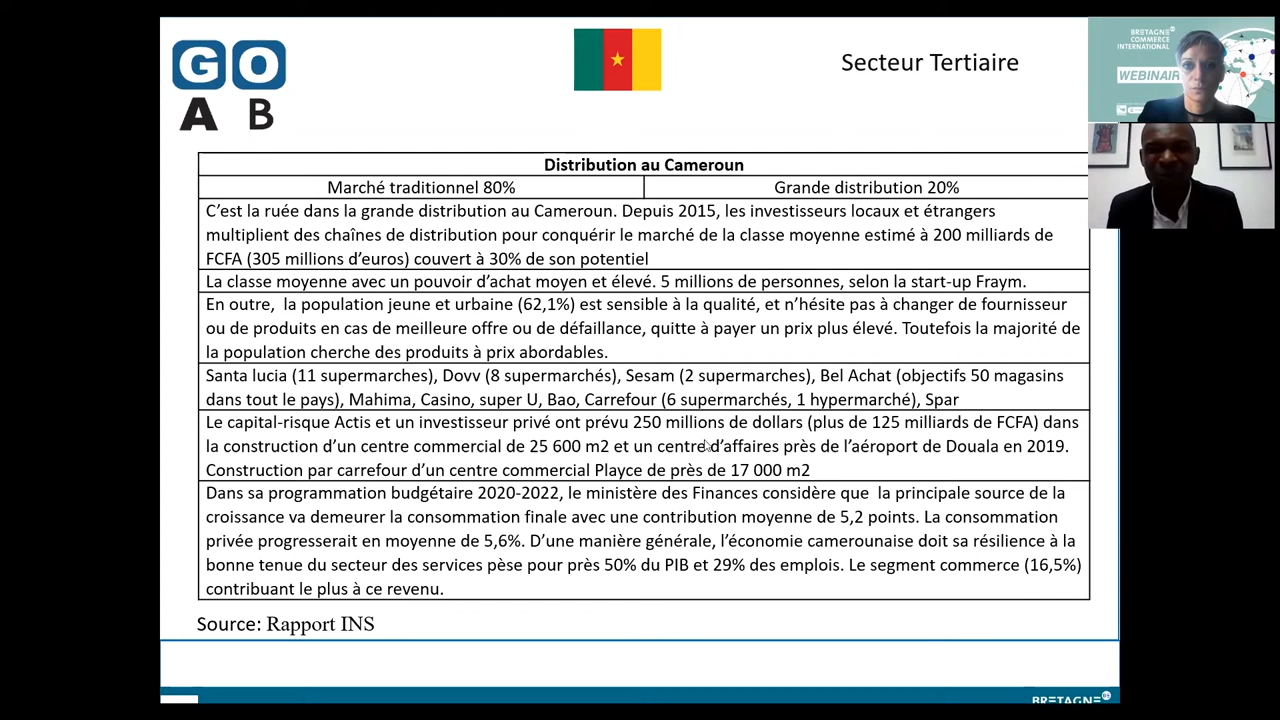 GO
AB
Secteur Tertiaire
BRETAGNE
COMMERCE
INTERNATIONAL
WEBINAIR
Distribution au Cameroun
Marché traditionnel 80%
Grande distribution 20%
C’est la ruée dans la grande distribution au Cameroun. Depuis 2015, les investisseurs locaux et étrangers
multiplient des chaînes de distribution pour conquérir le marché de la classe moyenne estimé à 200 milliards de
FCFA (305 millions d’euros) couvert à 30% de son potentiel
La classe moyenne avec un pouvoir d’achat moyen et élevé. 5 millions de personnes, selon la start-up Fraym.
En outre, la population jeune et urbaine (62,1%) est sensible à la qualité, et n’hésite pas à changer de fournisseur
ou de produits en cas de meilleure offre ou de défaillance, quitte à payer un prix plus élevé. Toutefois la majorité de
la population cherche des produits à prix abordables.
Santa lucia (11 supermarches), Dovv (8 supermarchés), Sesam (2 supermarches), Bel Achat (objectifs 50 magasins
dans tout le pays), Mahima, Casino, super U, Bao, Carrefour (6 supermarchés, 1 hypermarché), Spar
Le capital-risque Actis et un investisseur privé ont prévu 250 millions de dollars (plus de 125 milliards de FCFA) dans
la construction d’un centre commercial de 25 600 m2 et un centre d’affaires près de l’aéroport de Douala en 2019.
Construction par carrefour d’un centre commercial Playce de près de 17 000 m2
Dans sa programmation budgétaire 2020-2022, le ministère des Finances considère que la principale source de la
croissance va demeurer la consommation finale avec une contribution moyenne de 5,2 points. La consommation
privée progresserait en moyenne de 5,6%. D’une manière générale, l’économie camerounaise doit sa résilience à la
bonne tenue du secteur des services pèse pour près 50% du PIB et 29% des emplois. Le segment commerce (16,5%)
contribuant le plus à ce revenu.
Source: Rapport INS
BRETAGNE